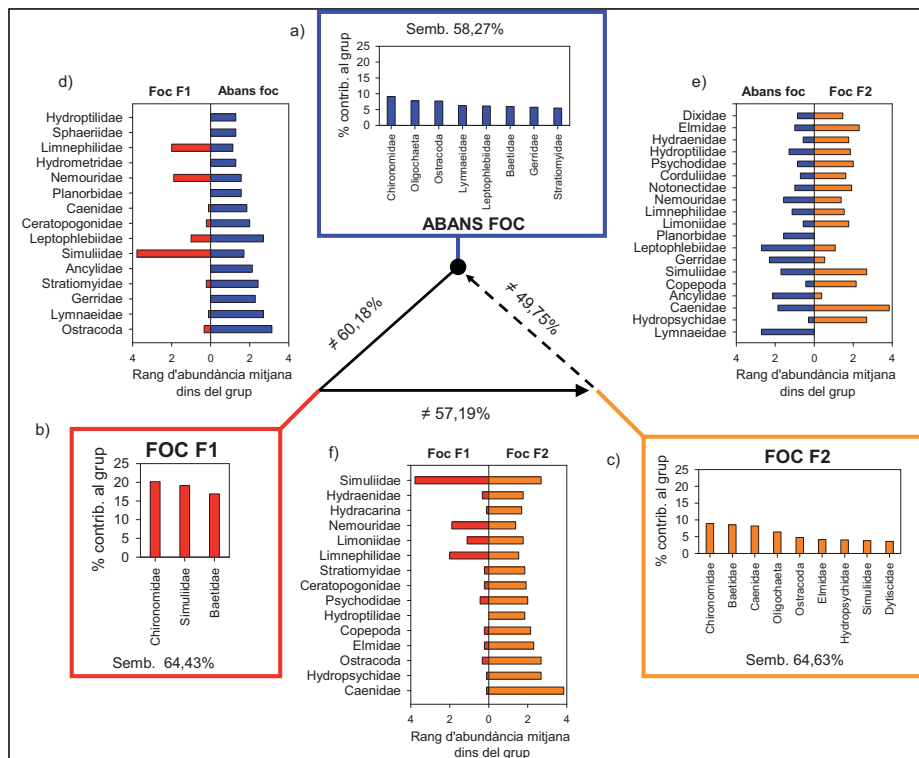 a)
Semb. 58,27%
% contrib. al grup
25
20
15
10
5
0
Chironomidae
Oligochaeta
Ostracoda
Lymnaeidae
Leptophlebiidae
Baetidae
Gerridae
Stratiomydae
ABANS FOC
d)
Foc F1 Abans foc
Hydroptilidae
Sphaeriidae
Limnephilidae
Hydrometridae
Nemouridae
Planorbidae
Caenidae
Ceratopogonidae
Leptophlebiidae
Simuliidae
Ancylidae
Stratiomyidae
Gerridae
Lymnaeidae
Ostracoda
4 2 0 2 4
Rang d'abundància mitjana
dins del grup
e)
Abans foc Foc F2
Dixidae
Elmidae
Hydraenidae
Hydroptilidae
Psychodidae
Corduliidae
Notonectidae
Nemouridae
Limnephilidae
Limoniidae
Planorbidae
Leptophlebiidae
Gerridae
Simuliidae
Copepoda
Ancylidae
Caenidae
Hydropsychidae
Lymnaeidae
4 2 0 2 4
Rang d'abundància mitjana
dins del grup
≠ 60,18%
≠ 49,75%
≠ 57,19%
b)
FOC F1
% contrib. al grup
25
20
15
10
5
0
Chironomidae
Simuliidae
Baetidae
Semb. 64,43%
f)
Foc F1 Foc F2
Simuliidae
Hydraenidae
Hydracarina
Nemouridae
Limoniidae
Limnephilidae
Stratiomyidae
Ceratopogonidae
Psychodidae
Hydroptilidae
Copepoda
Elmidae
Ostracoda
Hydropsychidae
Caenidae
4 2 0 2 4
Rang d'abundància mitjana
dins del grup
c)
FOC F2
% contrib. al grup
25
20
15
10
5
0
Chironomidae
Baetidae
Caenidae
Oligochaeta
Ostracoda
Elmidae
Hydropsychidae
Simuliidae
Dytiscidae
Semb. 64,63%